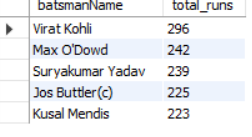 batsmanName total_runs
Virat Kohli 296
Max O'Dowd 242
Suryakumar Yadav 239
Jos Buttler(c) 225
Kusal Mendis 223